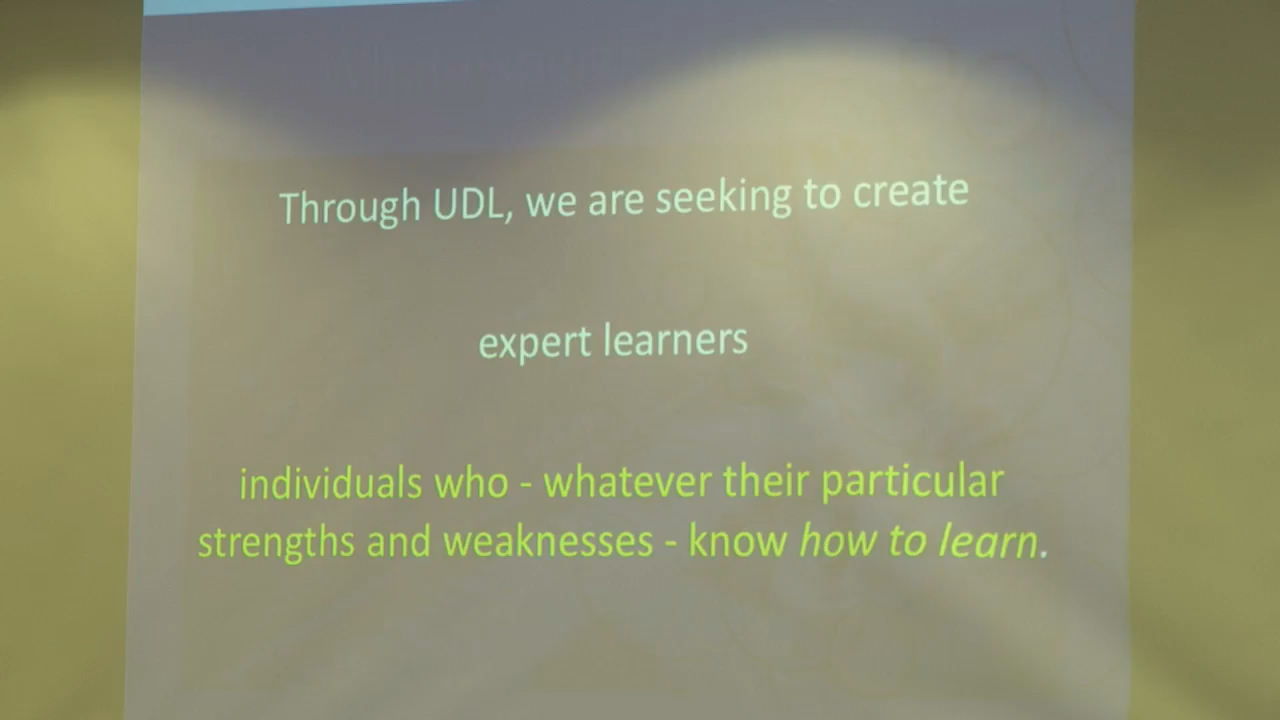 Through UDL, we are seeking to create
expert learners
individuals who - whatever their particular
strengths and weaknesses - know how to learn.